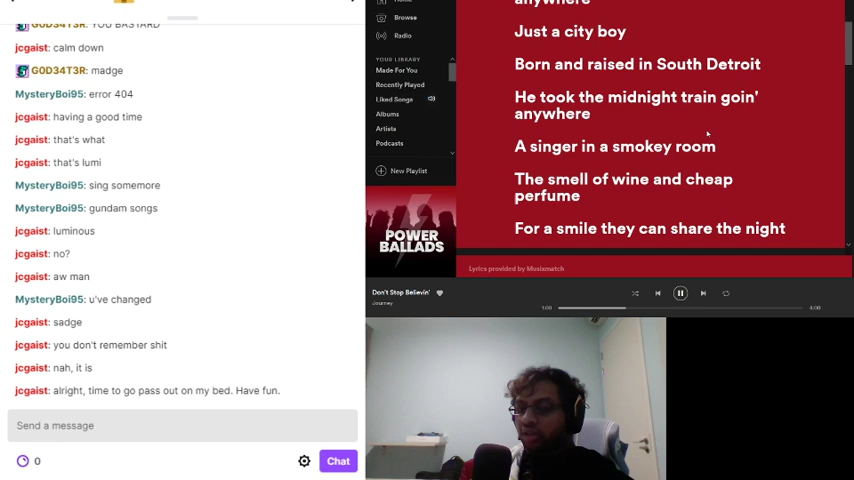 G0D34T3R: YOU BASTARD
jcgaist: calm down
G0D34T3R: madge
MysteryBoi95: error 404
jcgaist: having a good time
jcgaist: that's what
jcgaist: that's lumi
MysteryBoi95: sing somemore
MysteryBoi95: gundam songs
jcgaist: luminous
jcgaist: no?
jcgaist: aw man
MysteryBoi95: u've changed
jcgaist: sadge
jcgaist: you don't remember shit
jcgaist: nah, it is
jcgaist: alright, time to go pass out on my bed. Have fun.
Send a message
0
Chat
Browse
Radio
YOUR LIBRARY
Made For You
Recently Played
Liked Songs
Albums
Artists
Podcasts
New Playlist
POWER
BALLADS
anywhere
Just a city boy
Born and raised in South Detroit
He took the midnight train goin'
anywhere
A singer in a smokey room
The smell of wine and cheap
perfume
For a smile they can share the night
Lyrics provided by Musixmatch
Don't Stop Believin'
Journey
1:09
4:08